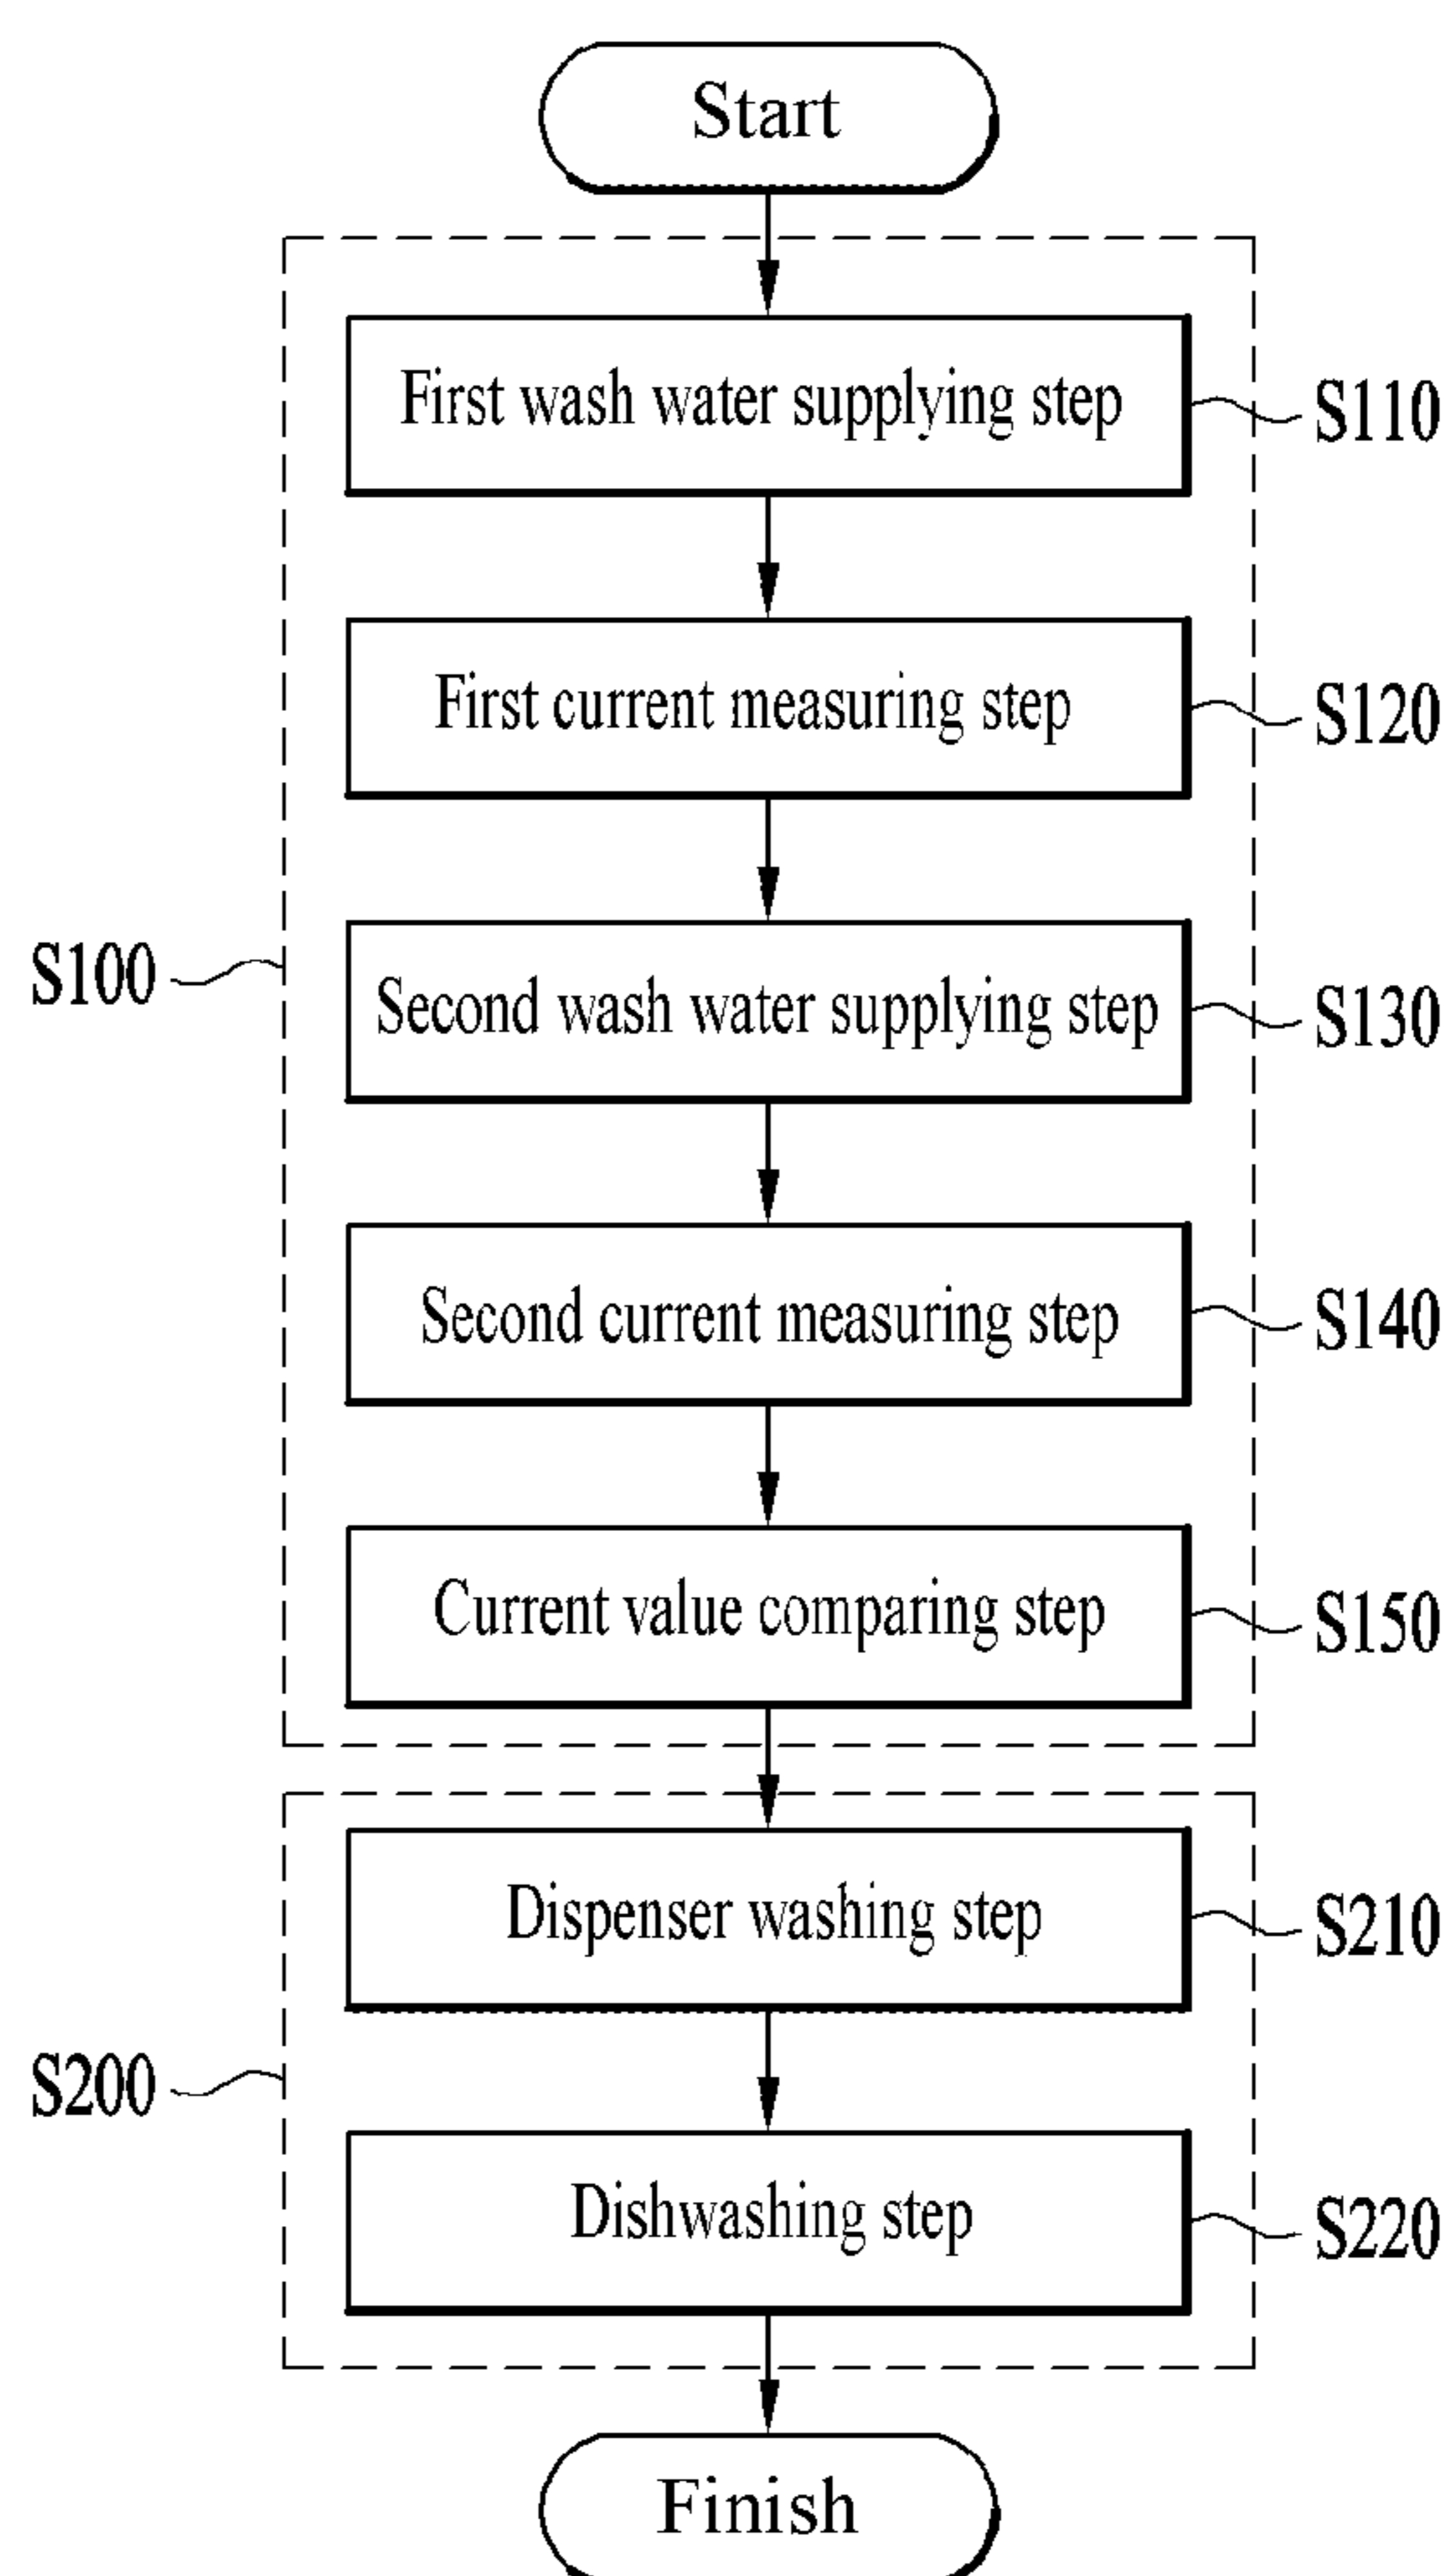 Start
First wash water supplying step
S110
First current measuring step
S120
S100
Second wash water supplying step
S130
Second current measuring step
S140
Current value comparing step
S150
Dispenser washing step
S210
S200
Dishwashing step
S220
Finish